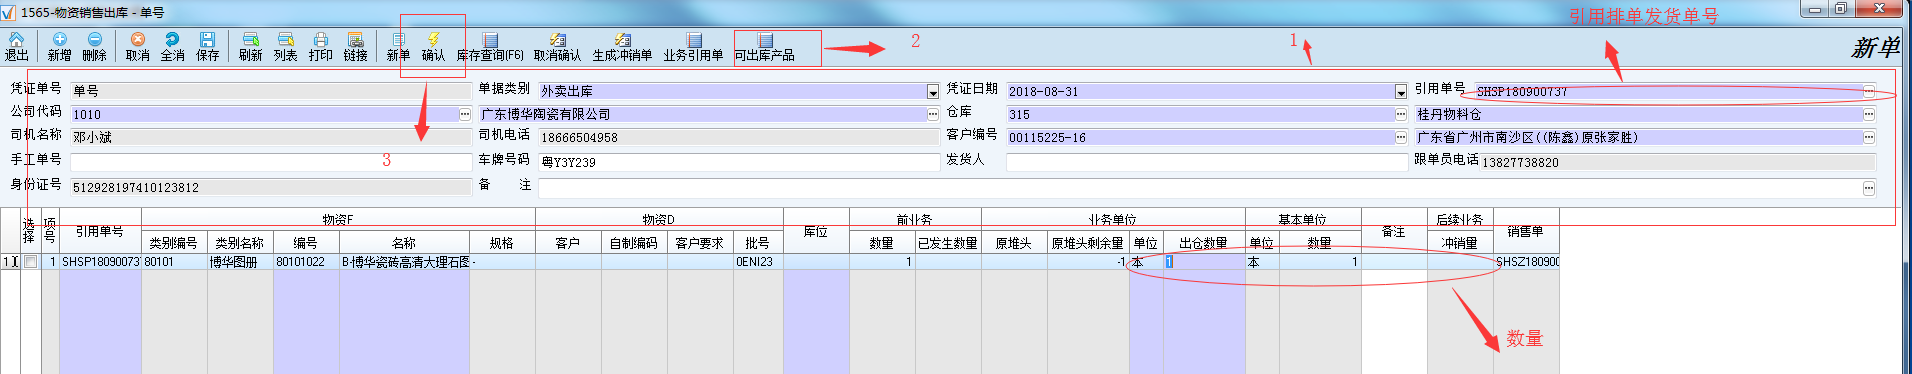 1565-物资销售出库 - 单号
引用排单发货单号
退出 新增 删除 取消 全消 保存 刷新 列表 打印 链接 新单 确认 库存查询(F6) 取消确认 生成冲销单 业务引用单 可出库产品
2
1
新单
凭证单号 单号 单据类别 外卖出库 凭证日期 2018-08-31 引用单号 SHSP180900737
公司代码 1010 广东博华陶瓷有限公司 仓库 315 桂丹物料仓
司机名称 邓小斌 司机电话 18666504958 客户编号 00115225-16 广东省广州市南沙区((陈鑫)原张家胜)
3
手工单号 车牌号码 粤Y3Y239 发货人 跟单员电话 13827738820
身份证号 512928197410123812 备 注
选择 项号 引用单号 物资F 物资D 库位 前业务 业务单位 基本单位 备注 后续业务 销售单
类别编号 类别名称 编号 名称 规格 客户 自制编码 客户要求 批号 数量 已发生数量 原堆头 原堆头剩余量 单位 出仓数量 单位 数量 冲销量
1 1 SHSP18090073 80101 博华图册 80101022 B-博华瓷砖高清大理石图 - 0ENI23 1 -1 本 1 本 1 SHSZ180900
数量